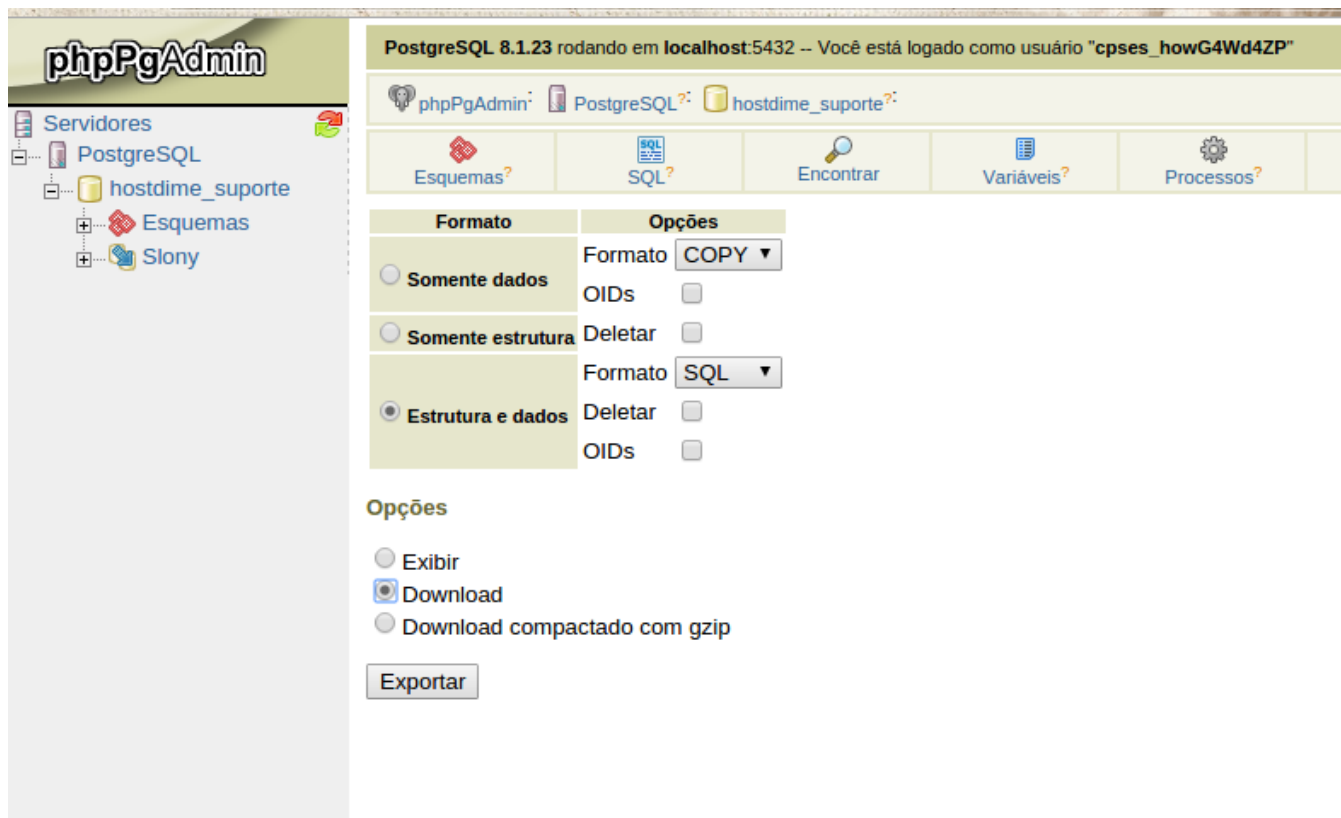 phpPgAdmin
Servidores
PostgreSQL
hostdime_suporte
Esquemas
Slony
PostgreSQL 8.1.23 rodando em localhost:5432 -- Você está logado como usuário "cpses_howG4Wd4ZP"
phpPgAdmin: PostgreSQL?: hostdime_suporte?:
Esquemas? SQL? Encontrar Variáveis? Processos?
Formato Opções
Somente dados
Formato COPY
OIDs
Somente estrutura Deletar
Estrutura e dados
Formato SQL
Deletar
OIDs
Opções
Exibir
Download
Download compactado com gzip
Exportar